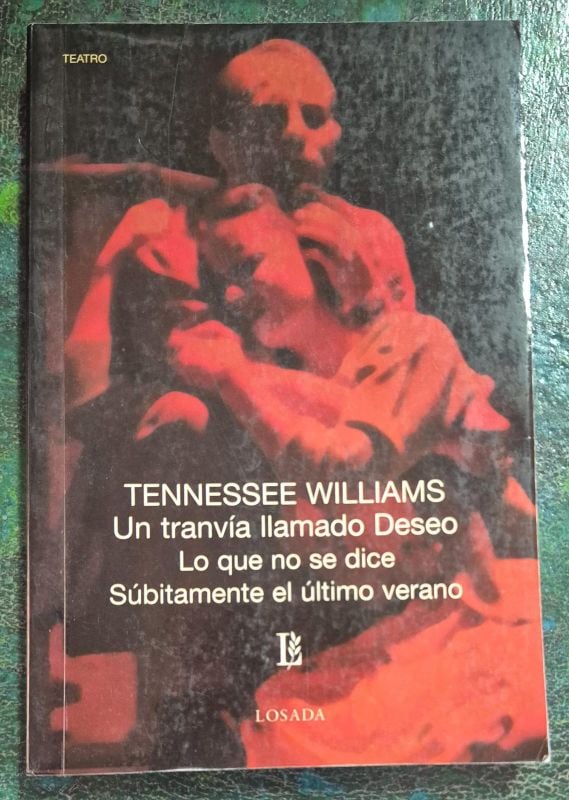 TEATRO
TENNESSEE WILLIAMS
Un tranvía llamado Deseo
Lo que no se dice
Súbitamente el último verano
L
LOSADA